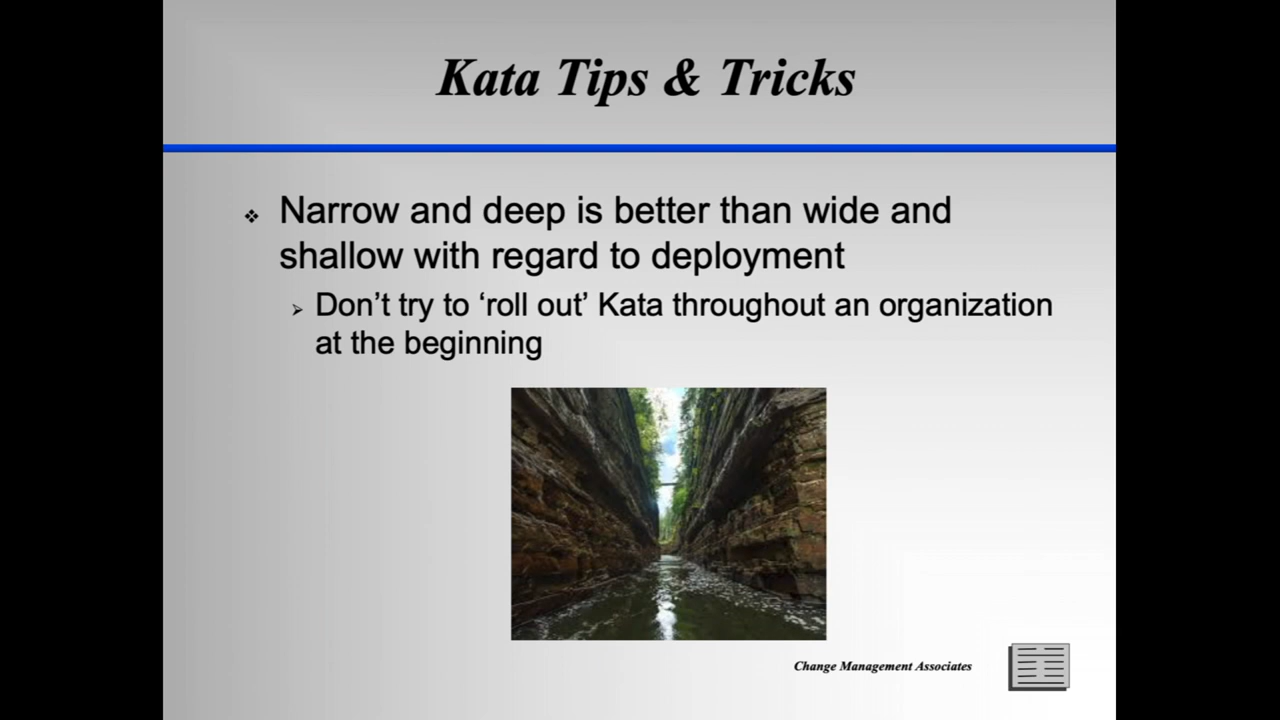 Kata Tips & Tricks
Narrow and deep is better than wide and
shallow with regard to deployment
Don’t try to ‘roll out’ Kata throughout an organization
at the beginning
Change Management Associates